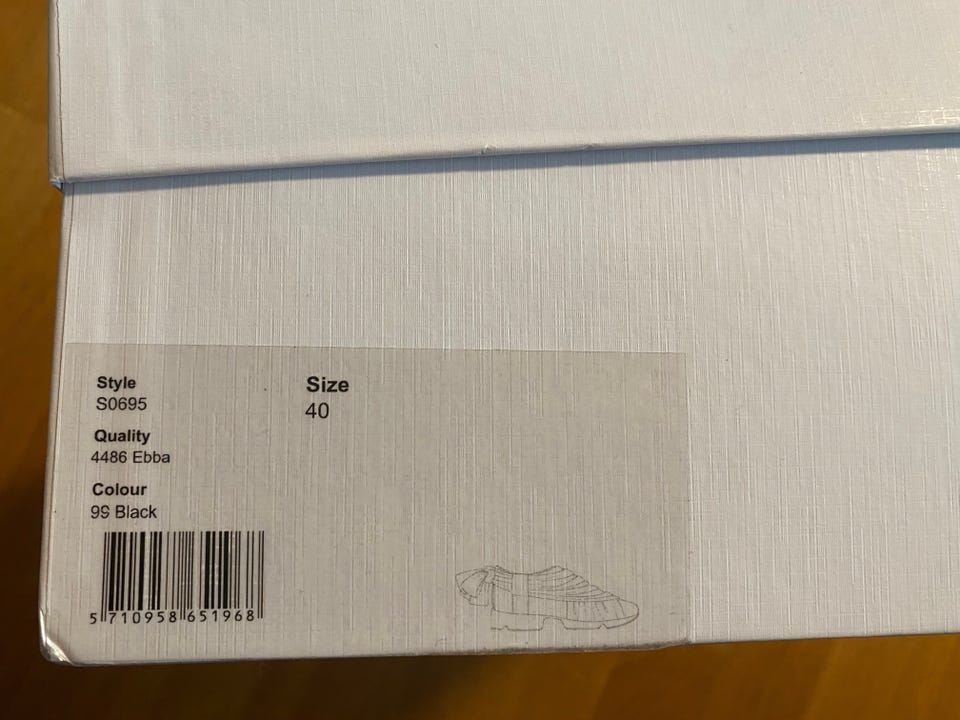 Style
S0695
Size
40
Quality
4486 Ebba
Colour
99 Black
5 710958 651968